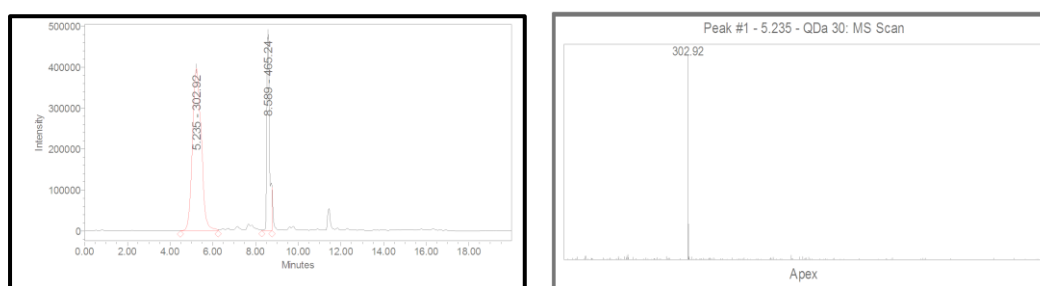 500000
400000
300000
200000
100000
0
Intensity
5.235 - 302.92
8.589 - 465.24
0.00 2.00 4.00 6.00 8.00 10.00 12.00 14.00 16.00 18.00
Minutes
Peak #1 - 5.235 - QDa 30: MS Scan
302.92
Apex